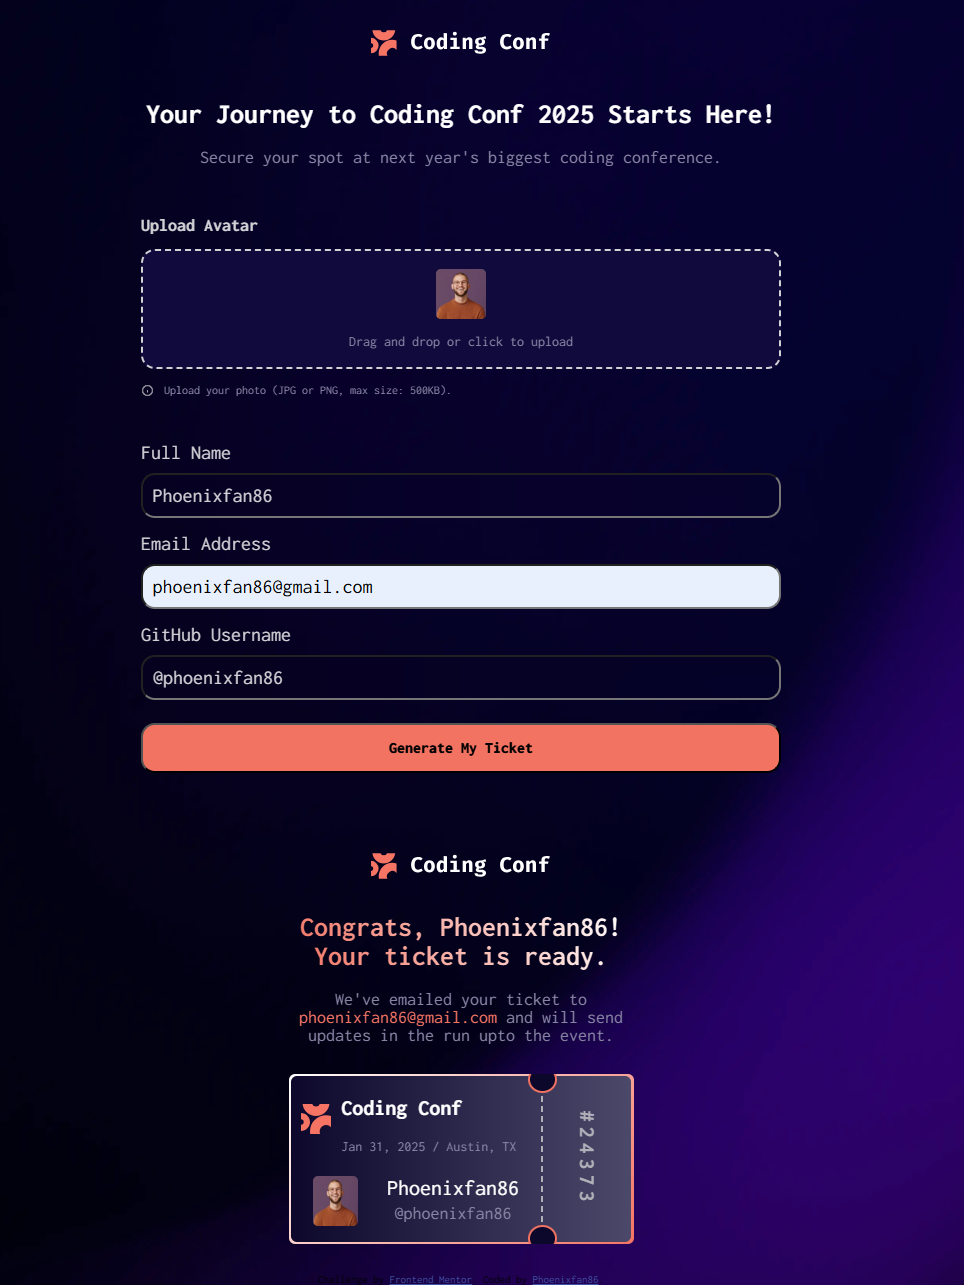 Coding Conf
Your Journey to Coding Conf 2025 Starts Here!
Secure your spot at next year's biggest coding conference.
Upload Avatar
Drag and drop or click to upload
Upload your photo (JPG or PNG, max size: 500KB).
Full Name
Phoenixfan86
Email Address
phoenixfan86@gmail.com
GitHub Username
@phoenixfan86
Generate My Ticket
Coding Conf
Congrats, Phoenixfan86!
Your ticket is ready.
We've emailed your ticket to
phoenixfan86@gmail.com and will send
updates in the run upto the event.
Coding Conf
Jan 31, 2025 / Austin, TX
Phoenixfan86
@phoenixfan86
#24373
Challenge by Frontend Mentor. Coded by Phoenixfan86.